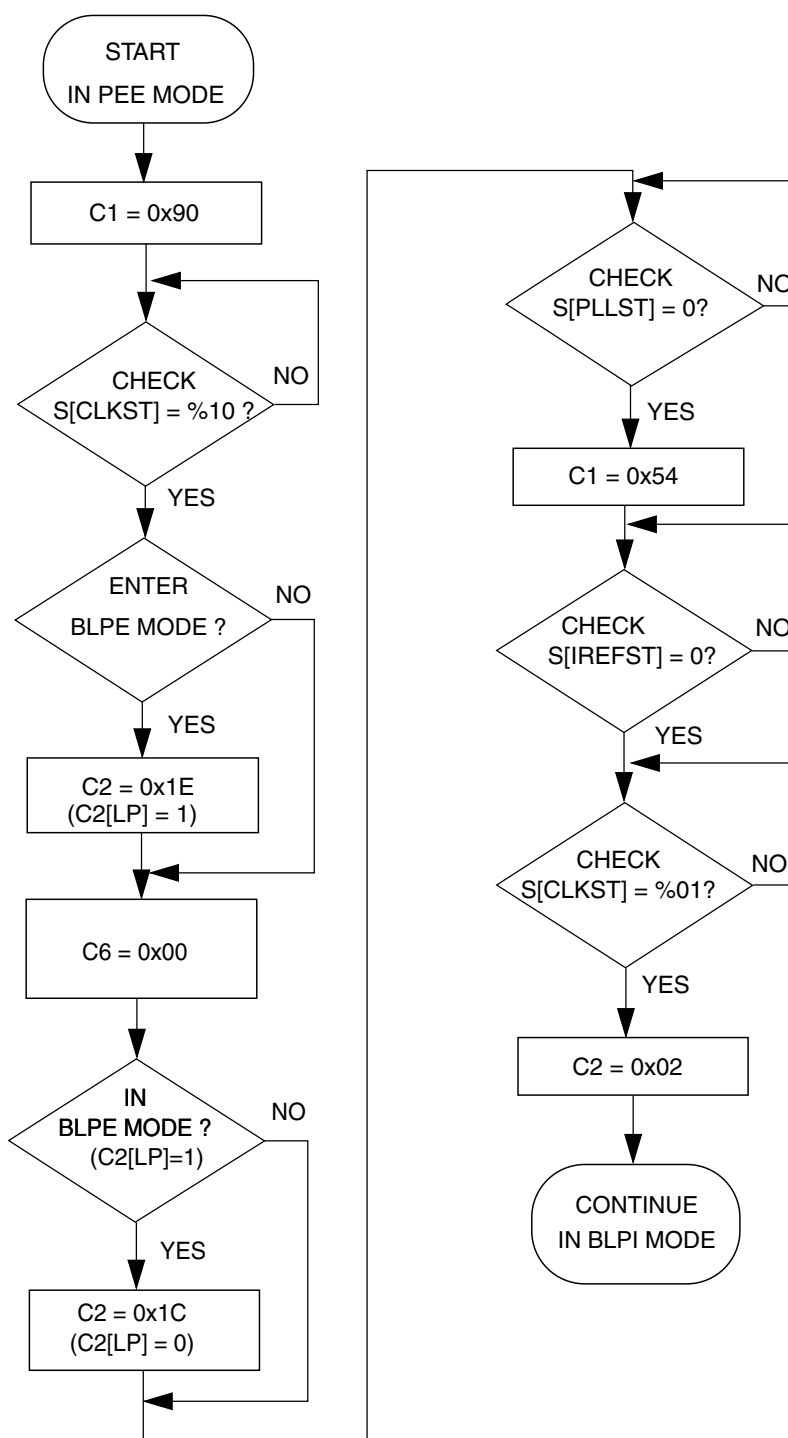 START
IN PEE MODE
C1 = 0x90
CHECK
S[CLKST] = %10 ?
NO
YES
ENTER
BLPE MODE ?
NO
YES
C2 = 0x1E
(C2[LP] = 1)
C6 = 0x00
IN
BLPE MODE ?
(C2[LP]=1)
NO
YES
C2 = 0x1C
(C2[LP] = 0)
CHECK
S[PLLST] = 0?
NO
YES
C1 = 0x54
CHECK
S[IREFST] = 0?
NO
YES
CHECK
S[CLKST] = %01?
NO
YES
C2 = 0x02
CONTINUE
IN BLPI MODE